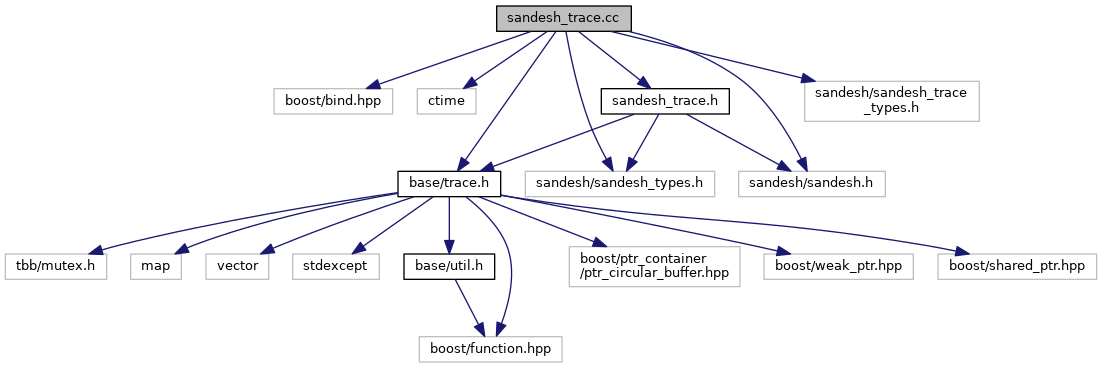 sandesh_trace.cc
boost/bind.hpp
ctime
sandesh_trace.h
sandesh/sandesh_trace
_types.h
base/trace.h
sandesh/sandesh_types.h
sandesh/sandesh.h
tbb/mutex.h
map
vector
stdexcept
base/util.h
boost/ptr_container
/ptr_circular_buffer.hpp
boost/weak_ptr.hpp
boost/shared_ptr.hpp
boost/function.hpp